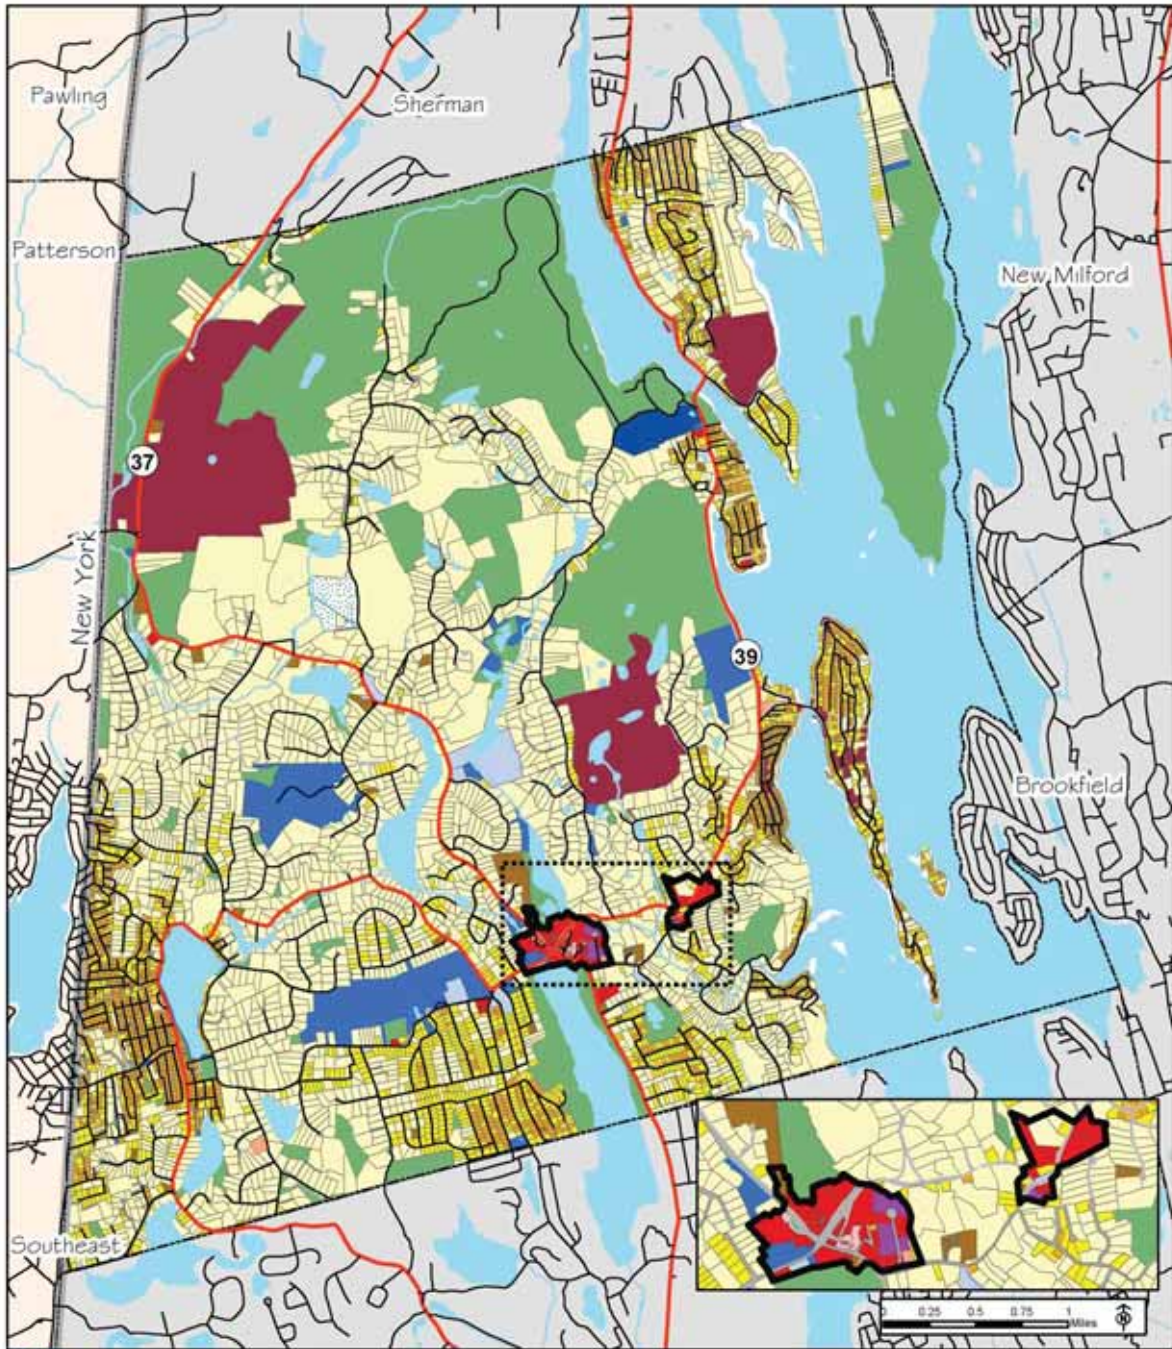 Pawling
Sherman
Patterson
New Milford
37
New York
39
Brookfield
Southeast
0 0.25 0.5 0.75 1
Miles
N